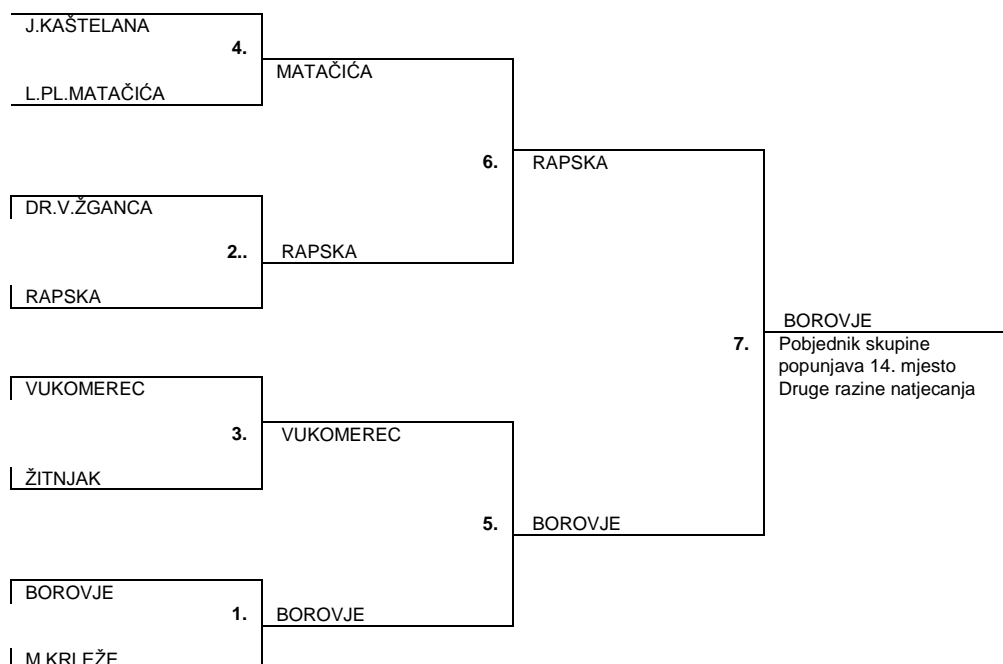 J.KAŠTELANA
4.
MATAČIĆA
L.PL.MATAČIĆA
6.
RAPSKA
DR.V.ŽGANCA
2..
RAPSKA
RAPSKA
BOROVJE
7.
Pobjednik skupine
popunjava 14. mjesto
Druge razine natjecanja
VUKOMEREC
3.
VUKOMEREC
ŽITNJAK
5.
BOROVJE
BOROVJE
1.
BOROVJE
M.KRLEŽE